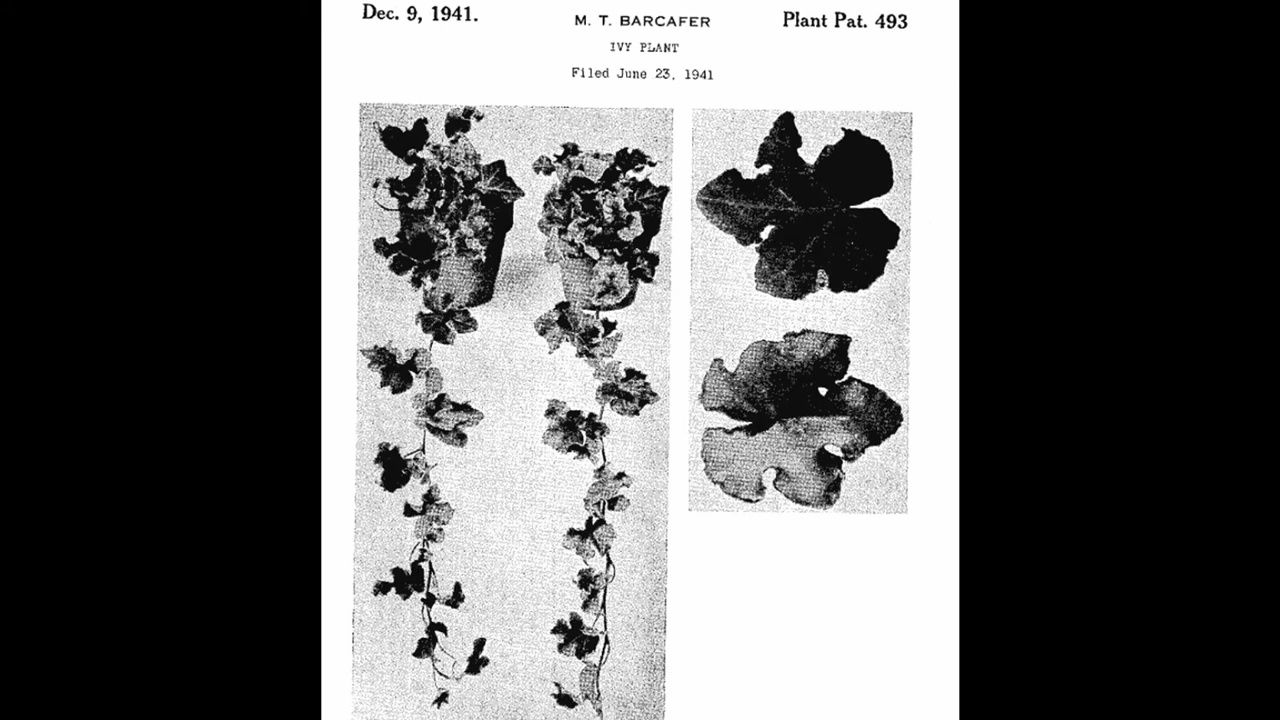 Dec. 9, 1941.
M. T. BARCAFER
Plant Pat. 493
IVY PLANT
Filed June 23, 1941